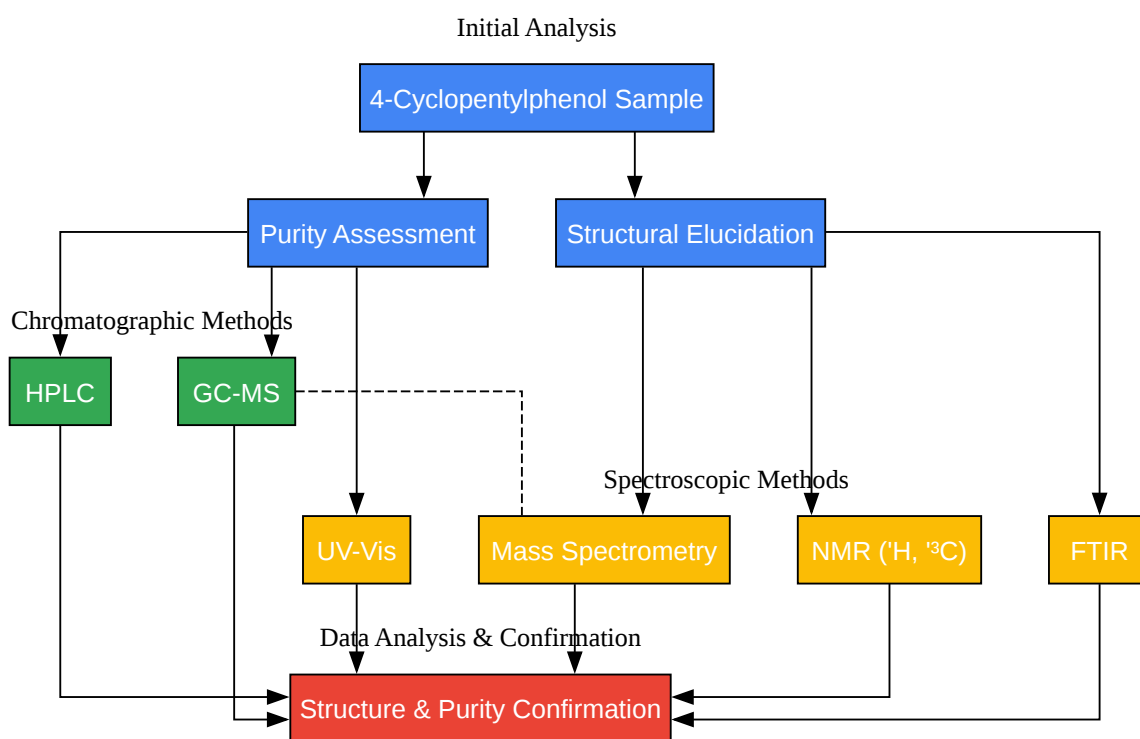 Initial Analysis
4-Cyclopentylphenol Sample
Purity Assessment
Structural Elucidation
Chromatographic Methods
HPLC
GC-MS
Spectroscopic Methods
UV-Vis
Mass Spectrometry
NMR ('H, '³C)
FTIR
Data Analysis & Confirmation
Structure & Purity Confirmation